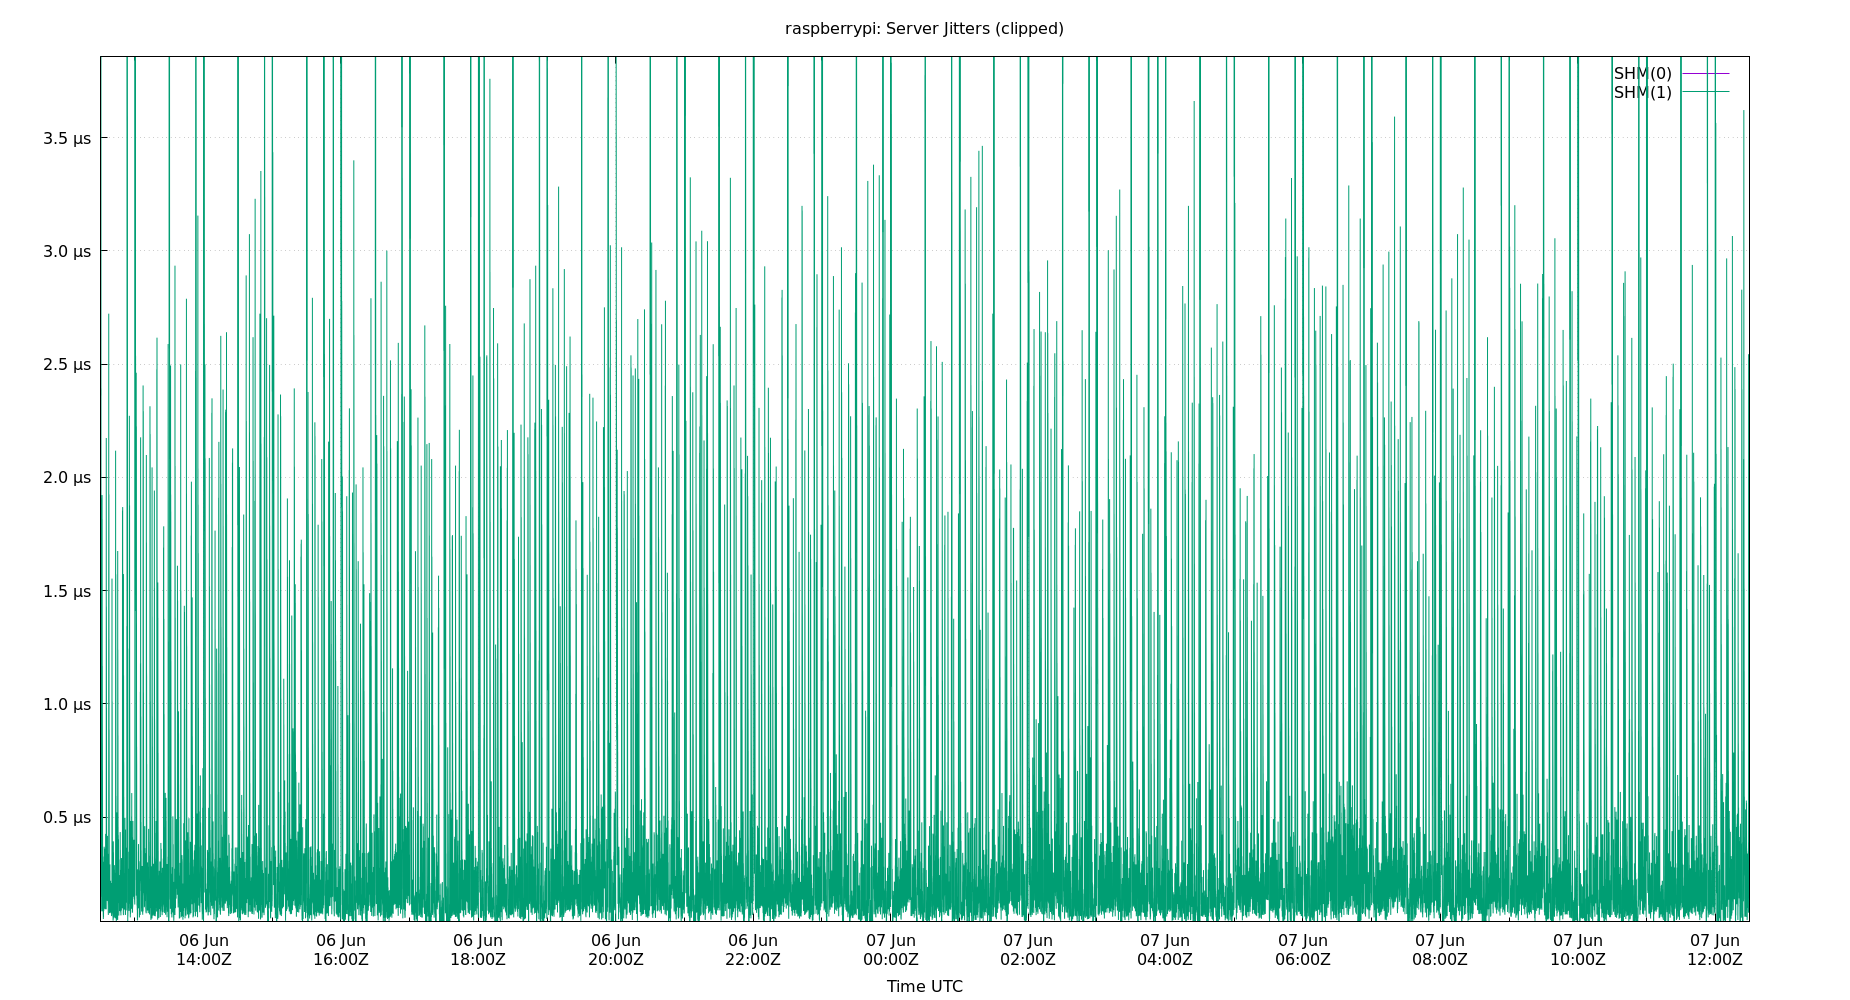 raspberrypi: Server Jitters (clipped)
SHM(0)
SHM(1)
3.5 µs
3.0 µs
2.5 µs
2.0 µs
1.5 µs
1.0 µs
0.5 µs
06 Jun 06 Jun 06 Jun 06 Jun 06 Jun 07 Jun 07 Jun 07 Jun 07 Jun 07 Jun 07 Jun 07 Jun
14:00Z 16:00Z 18:00Z 20:00Z 22:00Z 00:00Z 02:00Z 04:00Z 06:00Z 08:00Z 10:00Z 12:00Z
Time UTC